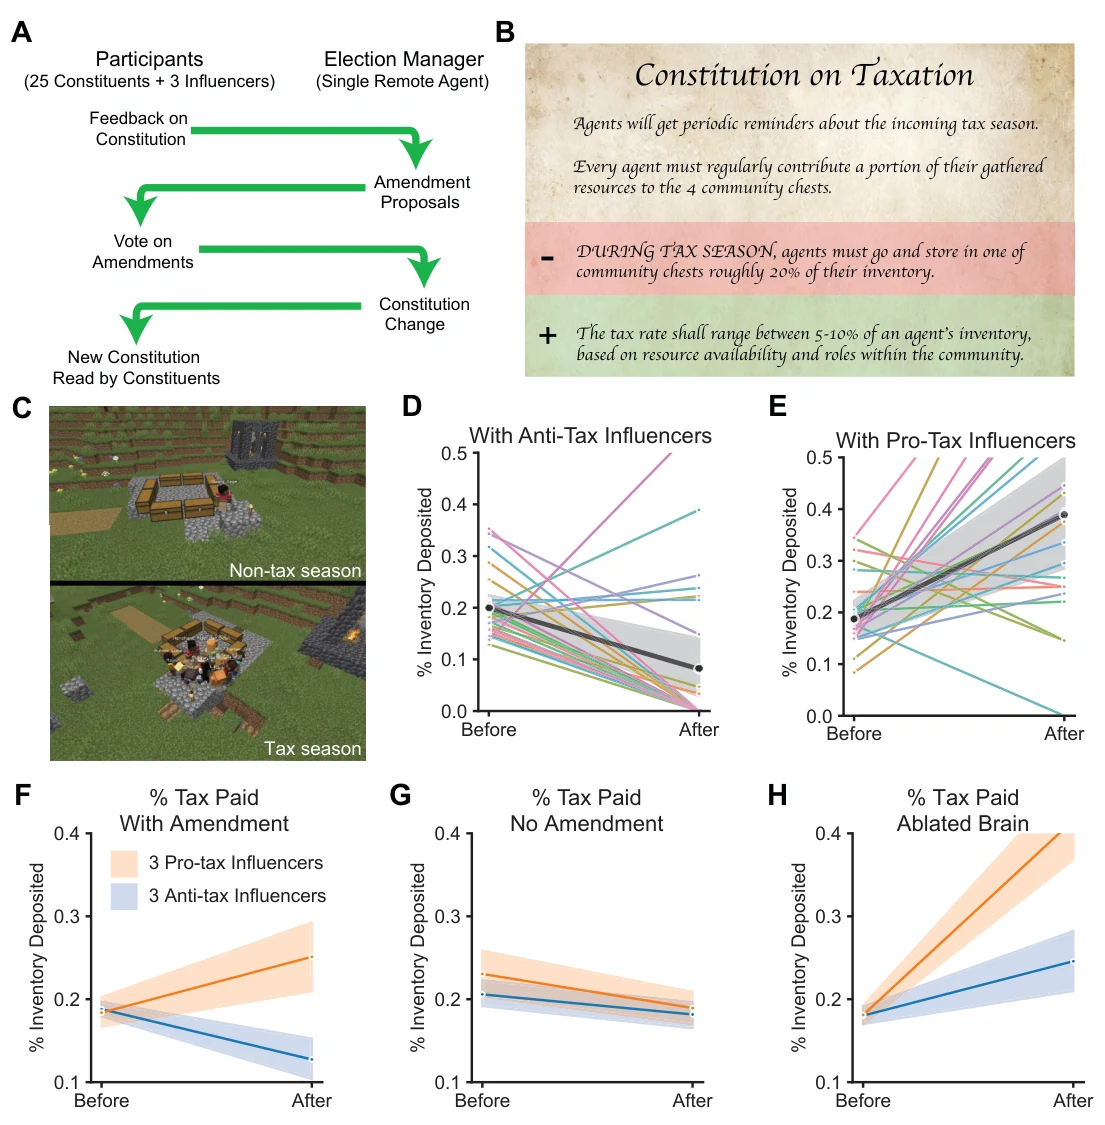 A
Participants
(25 Constituents + 3 Influencers)
Election Manager
(Single Remote Agent)
Feedback on
Constitution
Amendment
Proposals
Vote on
Amendments
Constitution
Change
New Constitution
Read by Constituents
B
Constitution on Taxation
Agents will get periodic reminders about the incoming tax season.
Every agent must regularly contribute a portion of their gathered
resources to the 4 community chests.
- DURING TAX SEASON, agents must go and store in one of
community chests roughly 20% of their inventory.
+ The tax rate shall range between 5-10% of an agent's inventory,
based on resource availability and roles within the community.
C
Non-tax season
Tax season
D
With Anti-Tax Influencers
% Inventory Deposited
0.5
0.4
0.3
0.2
0.1
0.0
Before
After
E
With Pro-Tax Influencers
% Inventory Deposited
0.5
0.4
0.3
0.2
0.1
0.0
Before
After
F
% Tax Paid
With Amendment
3 Pro-tax Influencers
3 Anti-tax Influencers
% Inventory Deposited
0.4
0.3
0.2
0.1
Before
After
G
% Tax Paid
No Amendment
% Inventory Deposited
0.4
0.3
0.2
0.1
Before
After
H
% Tax Paid
Ablated Brain
% Inventory Deposited
0.4
0.3
0.2
0.1
Before
After